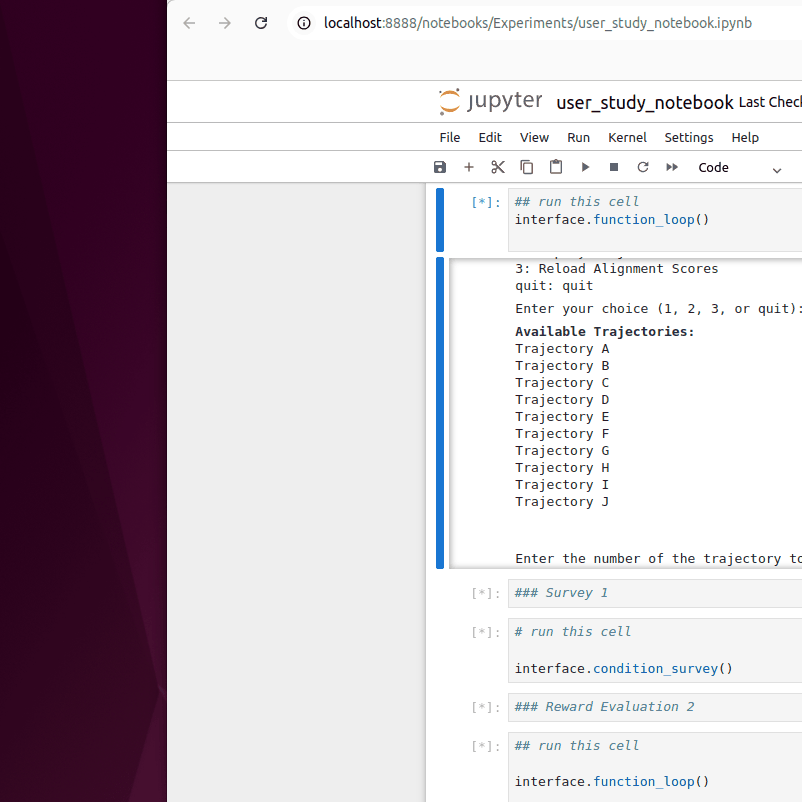 localhost:8888/notebooks/Experiments/user_study_notebook.ipynb
jupyter user_study_notebook Last Check
File Edit View Run Kernel Settings Help
Code
[*]: ## run this cell
interface.function_loop()
3: Reload Alignment Scores
quit: quit
Enter your choice (1, 2, 3, or quit):
Available Trajectories:
Trajectory A
Trajectory B
Trajectory C
Trajectory D
Trajectory E
Trajectory F
Trajectory G
Trajectory H
Trajectory I
Trajectory J
Enter the number of the trajectory to
[*]: ### Survey 1
[*]: # run this cell
interface.condition_survey()
[*]: ### Reward Evaluation 2
[*]: ## run this cell
interface.function_loop()